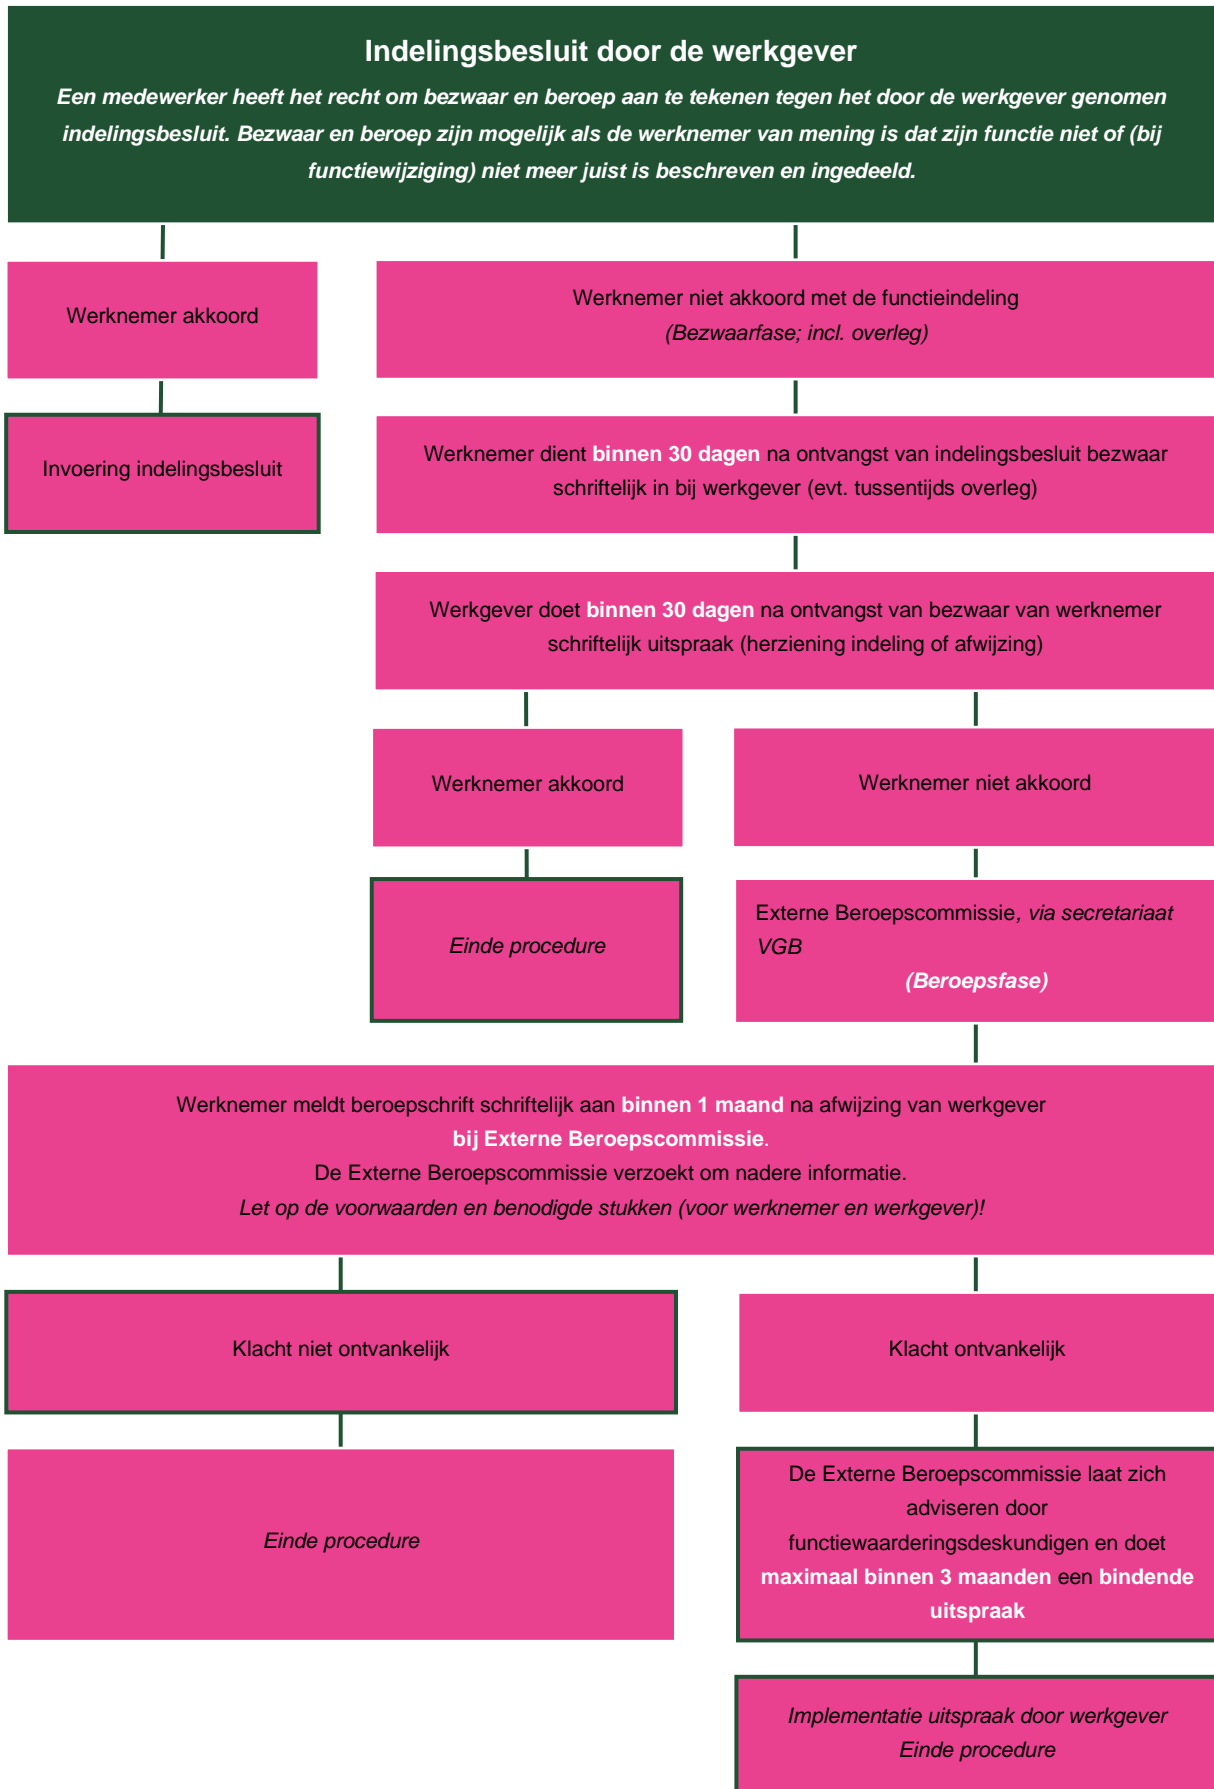 Indelingsbesluit door de werkgever
Een medewerker heeft het recht om bezwaar en beroep aan te tekenen tegen het door de werkgever genomen
indelingsbesluit. Bezwaar en beroep zijn mogelijk als de werknemer van mening is dat zijn functie niet of (bij
functiewijziging) niet meer juist is beschreven en ingedeeld.
Werknemer akkoord
Werknemer niet akkoord met de functieindeling
(Bezwaarfase; incl. overleg)
Invoering indelingsbesluit
Werknemer dient binnen 30 dagen na ontvangst van indelingsbesluit bezwaar
schriftelijk in bij werkgever (evt. tussentijds overleg)
Werkgever doet binnen 30 dagen na ontvangst van bezwaar van werknemer
schriftelijk uitspraak (herziening indeling of afwijzing)
Werknemer akkoord
Werknemer niet akkoord
Einde procedure
Externe Beroepscommissie, via secretariaat
VGB
(Beroepsfase)
Werknemer meldt beroepschrift schriftelijk aan binnen 1 maand na afwijzing van werkgever
bij Externe Beroepscommissie.
De Externe Beroepscommissie verzoekt om nadere informatie.
Let op de voorwaarden en benodigde stukken (voor werknemer en werkgever)!
Klacht niet ontvankelijk
Klacht ontvankelijk
Einde procedure
De Externe Beroepscommissie laat zich
adviseren door
functiewaarderingsdeskundigen en doet
maximaal binnen 3 maanden een bindende
uitspraak
Implementatie uitspraak door werkgever
Einde procedure